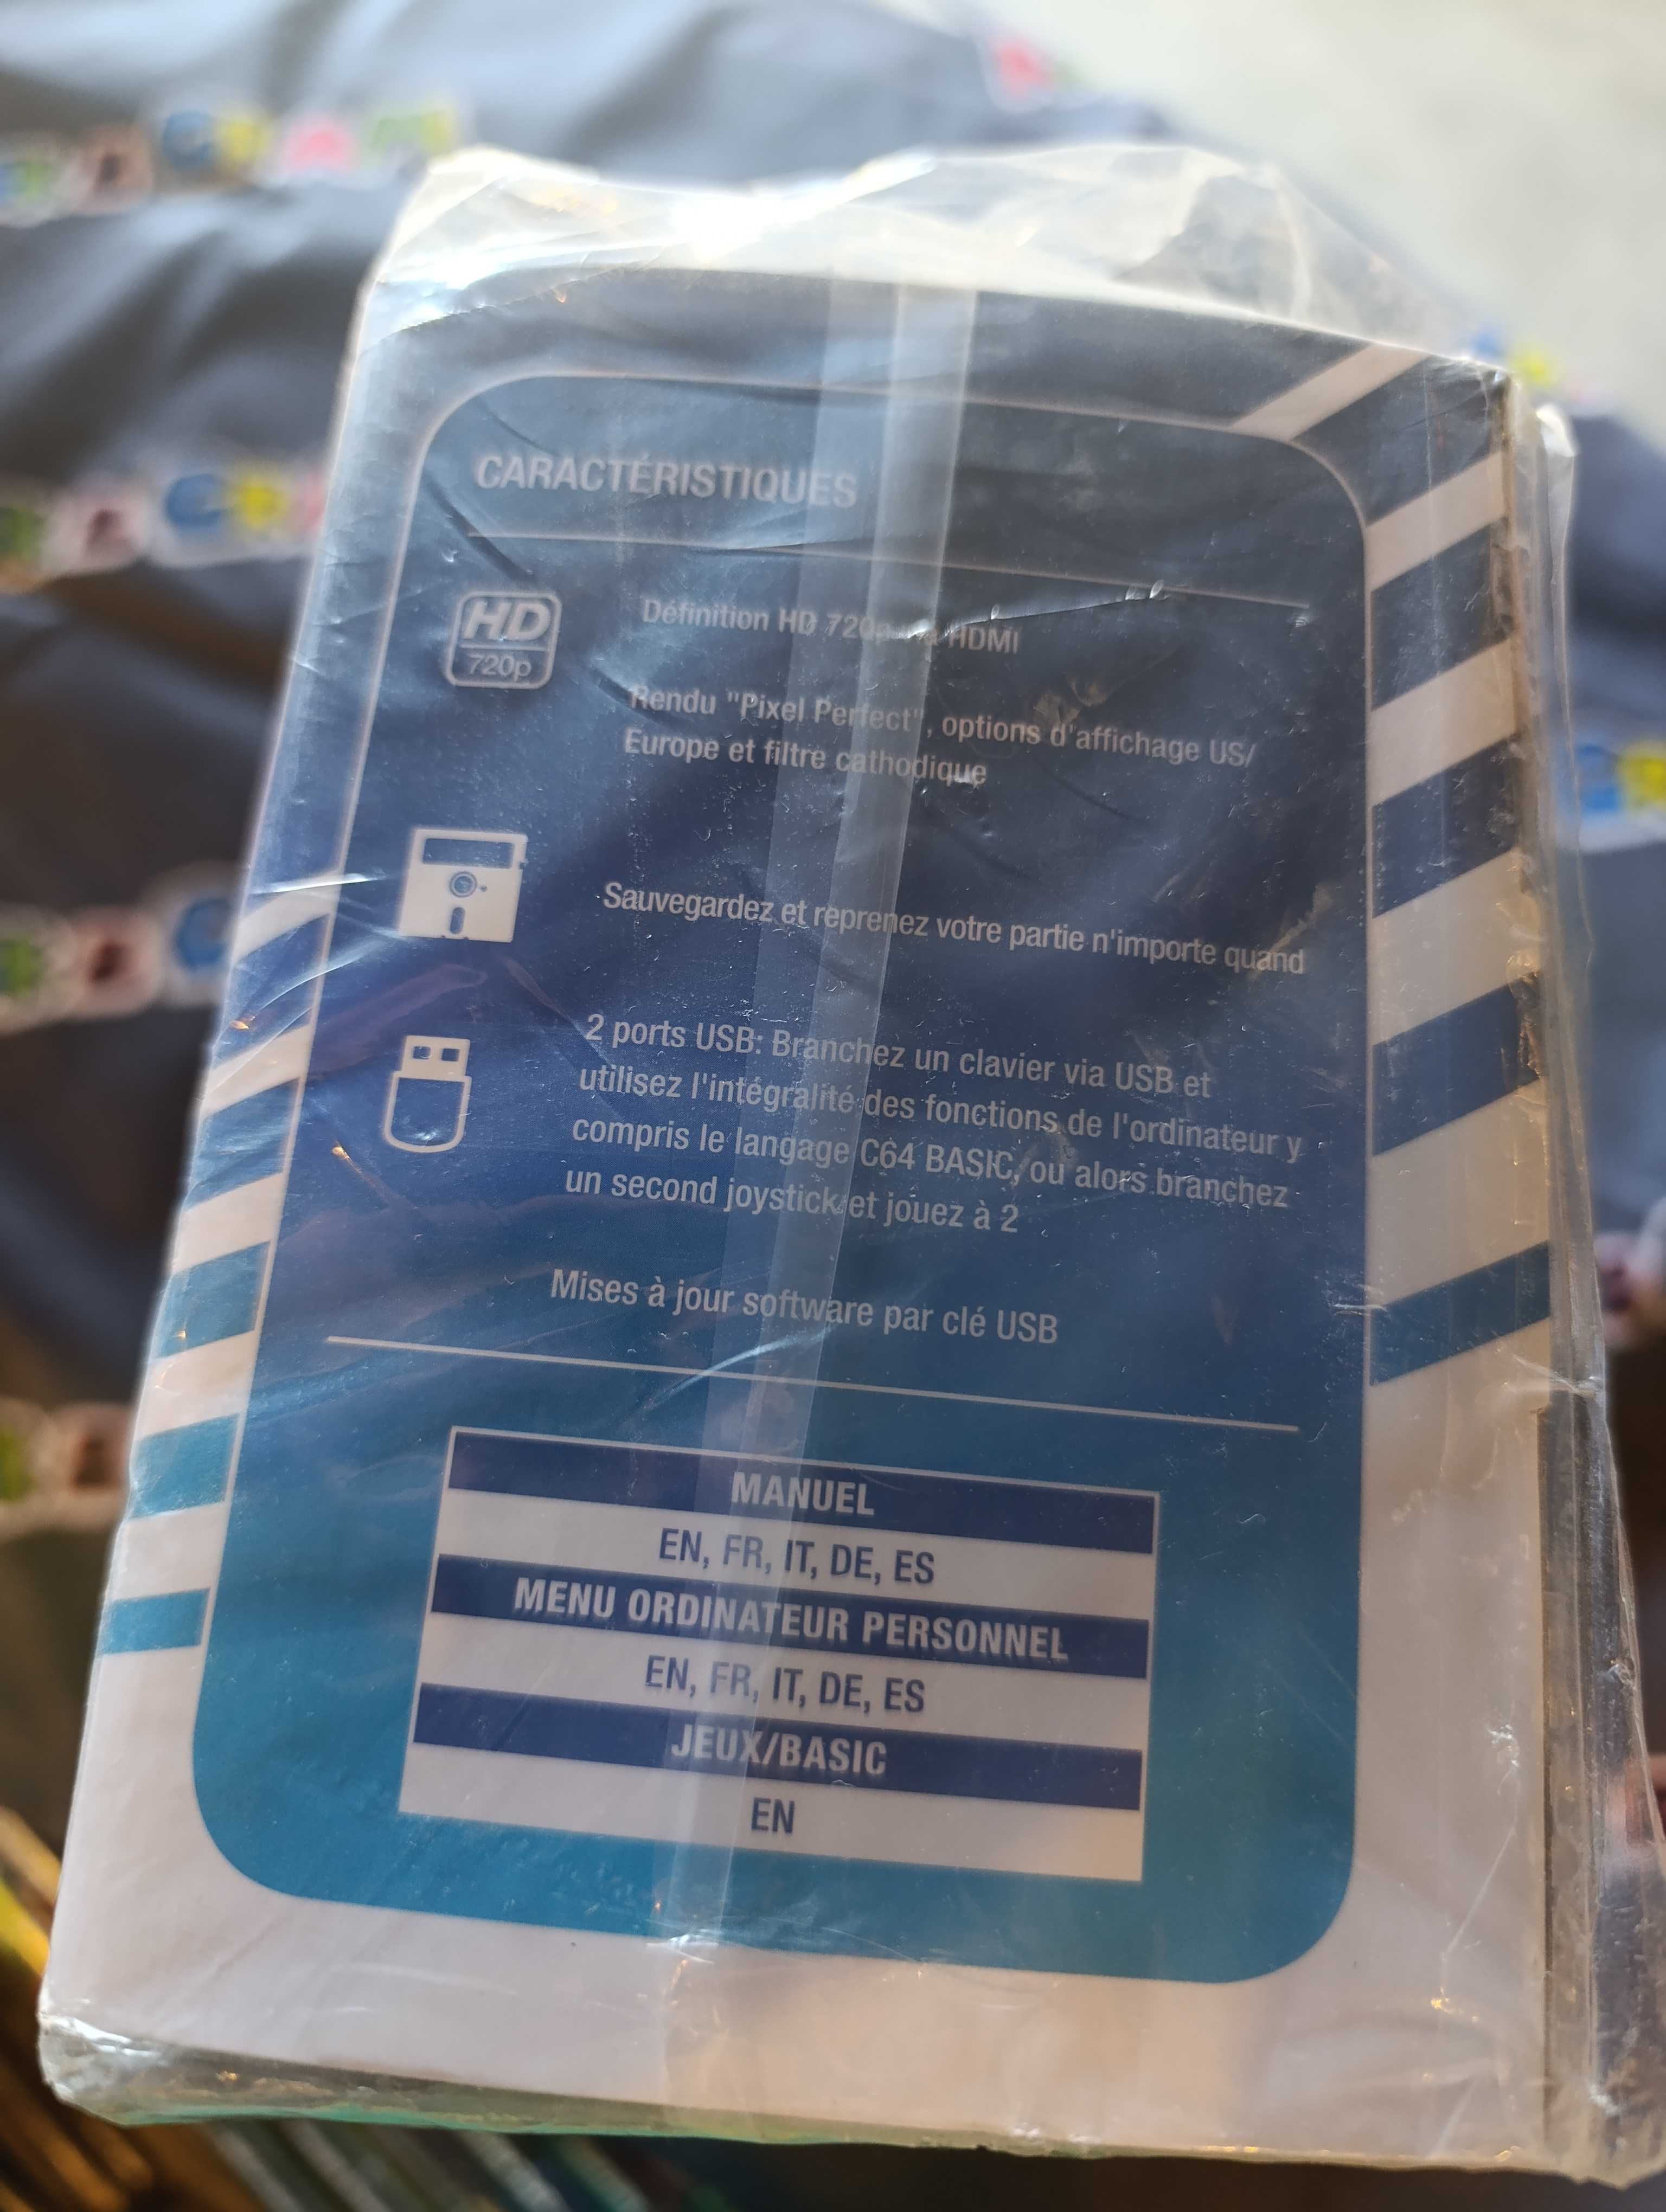 CARACTÉRISTIQUES
HD
720p
Définition HD 720p via HDMI
Rendu "Pixel Perfect", options d'affichage US/
Europe et filtre cathodique
Sauvegardez et reprenez votre partie n'importe quand
2 ports USB: Branchez un clavier via USB et
utilisez l'intégralité des fonctions de l'ordinateur y
compris le langage C64 BASIC, ou alors branchez
un second joystick et jouez à 2
Mises à jour software par clé USB
MANUEL
EN, FR, IT, DE, ES
MENU ORDINATEUR PERSONNEL
EN, FR, IT, DE, ES
JEUX/BASIC
EN